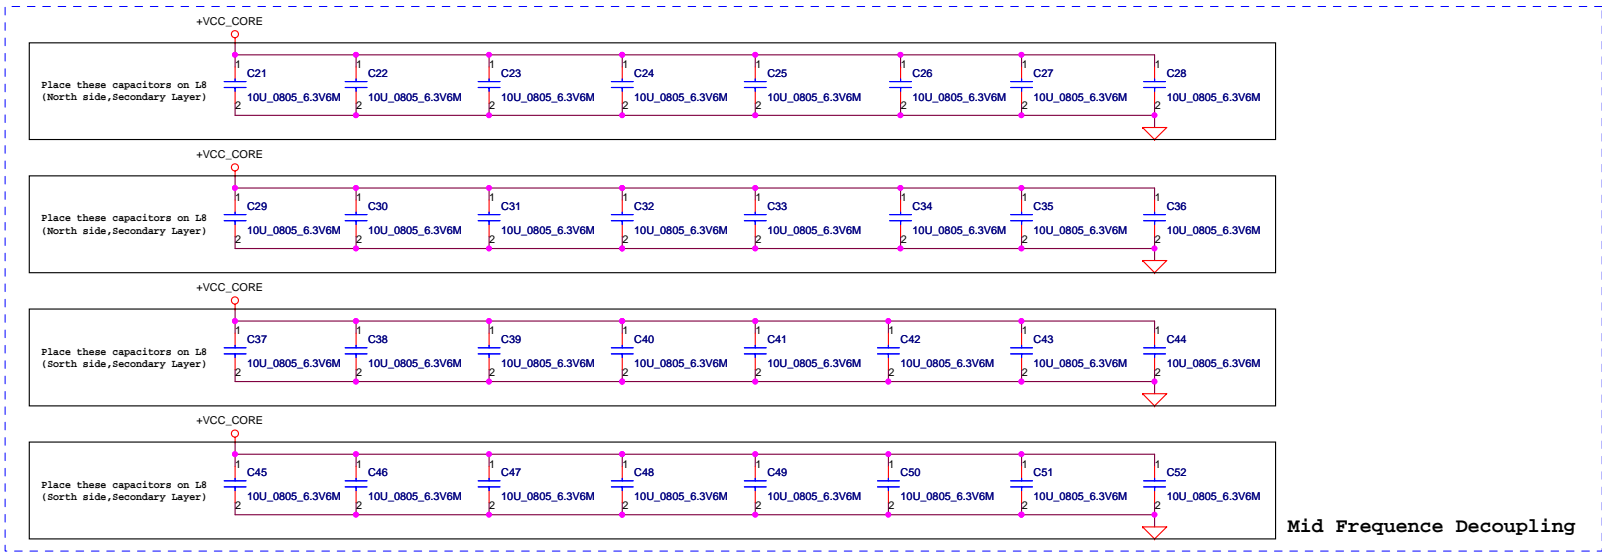 +VCC_CORE
1 1 1 1 1 1 1 1
C21 C22 C23 C24 C25 C26 C27 C28
Place these capacitors on L8
(North side,Secondary Layer)
10U_0805_6.3V6M 10U_0805_6.3V6M 10U_0805_6.3V6M 10U_0805_6.3V6M 10U_0805_6.3V6M 10U_0805_6.3V6M 10U_0805_6.3V6M 10U_0805_6.3V6M
2 2 2 2 2 2 2 2
+VCC_CORE
1 1 1 1 1 1 1 1
C29 C30 C31 C32 C33 C34 C35 C36
Place these capacitors on L8
(North side,Secondary Layer)
10U_0805_6.3V6M 10U_0805_6.3V6M 10U_0805_6.3V6M 10U_0805_6.3V6M 10U_0805_6.3V6M 10U_0805_6.3V6M 10U_0805_6.3V6M 10U_0805_6.3V6M
2 2 2 2 2 2 2 2
+VCC_CORE
1 1 1 1 1 1 1 1
C37 C38 C39 C40 C41 C42 C43 C44
Place these capacitors on L8
(Sorth side,Secondary Layer)
10U_0805_6.3V6M 10U_0805_6.3V6M 10U_0805_6.3V6M 10U_0805_6.3V6M 10U_0805_6.3V6M 10U_0805_6.3V6M 10U_0805_6.3V6M 10U_0805_6.3V6M
2 2 2 2 2 2 2 2
+VCC_CORE
1 1 1 1 1 1 1 1
C45 C46 C47 C48 C49 C50 C51 C52
Place these capacitors on L8
(Sorth side,Secondary Layer)
10U_0805_6.3V6M 10U_0805_6.3V6M 10U_0805_6.3V6M 10U_0805_6.3V6M 10U_0805_6.3V6M 10U_0805_6.3V6M 10U_0805_6.3V6M 10U_0805_6.3V6M
2 2 2 2 2 2 2 2
Mid Frequence Decoupling